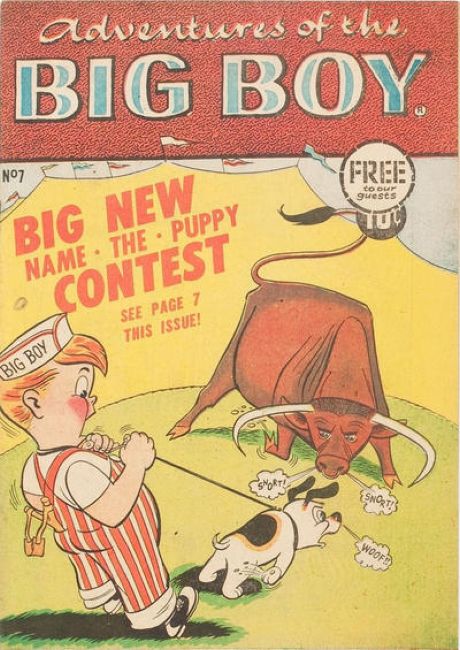 Adventures of the
BIG BOY
No7
FREE
to our
guests
BIG NEW
NAME · THE · PUPPY
CONTEST
SEE PAGE 7
THIS ISSUE!
BIG BOY
SNORT!
SNORT!
WOOF!!